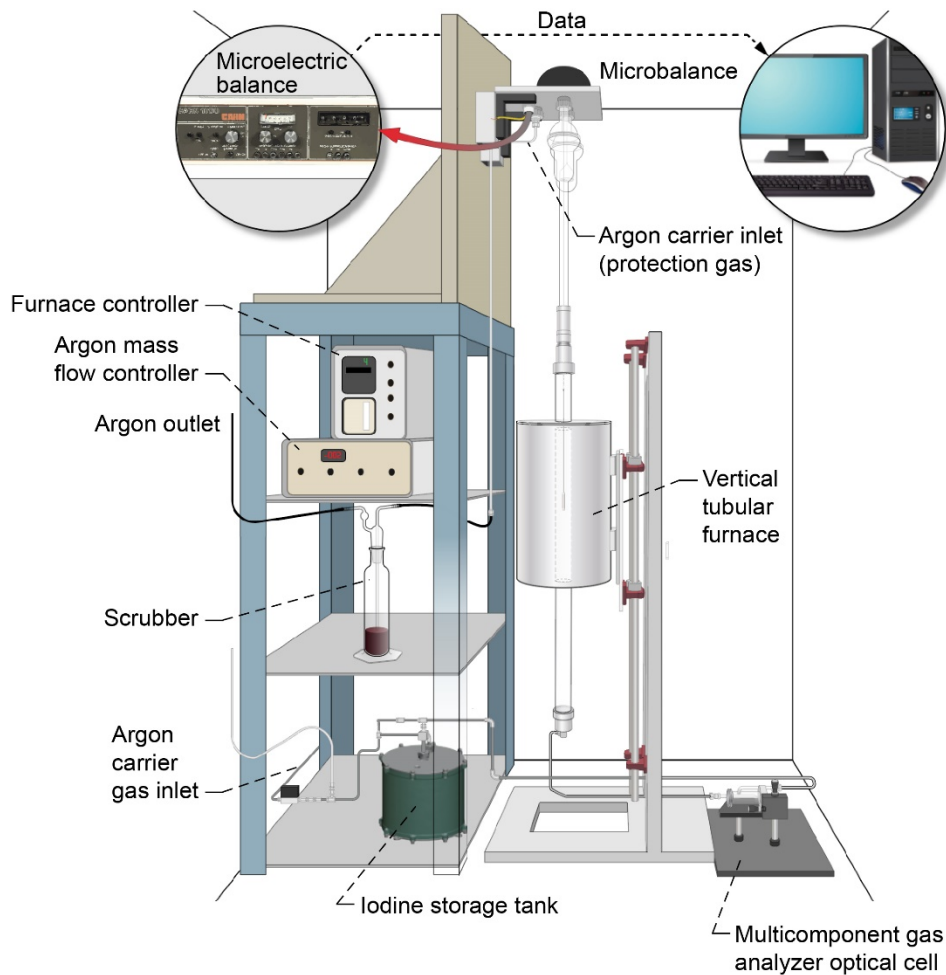 Data
Microelectric
balance
Microbalance
CAHN
Argon carrier inlet
(protection gas)
Furnace controller
Argon mass
flow controller
Argon outlet
Vertical
tubular
furnace
Scrubber
Argon
carrier
gas inlet
Iodine storage tank
Multicomponent gas
analyzer optical cell